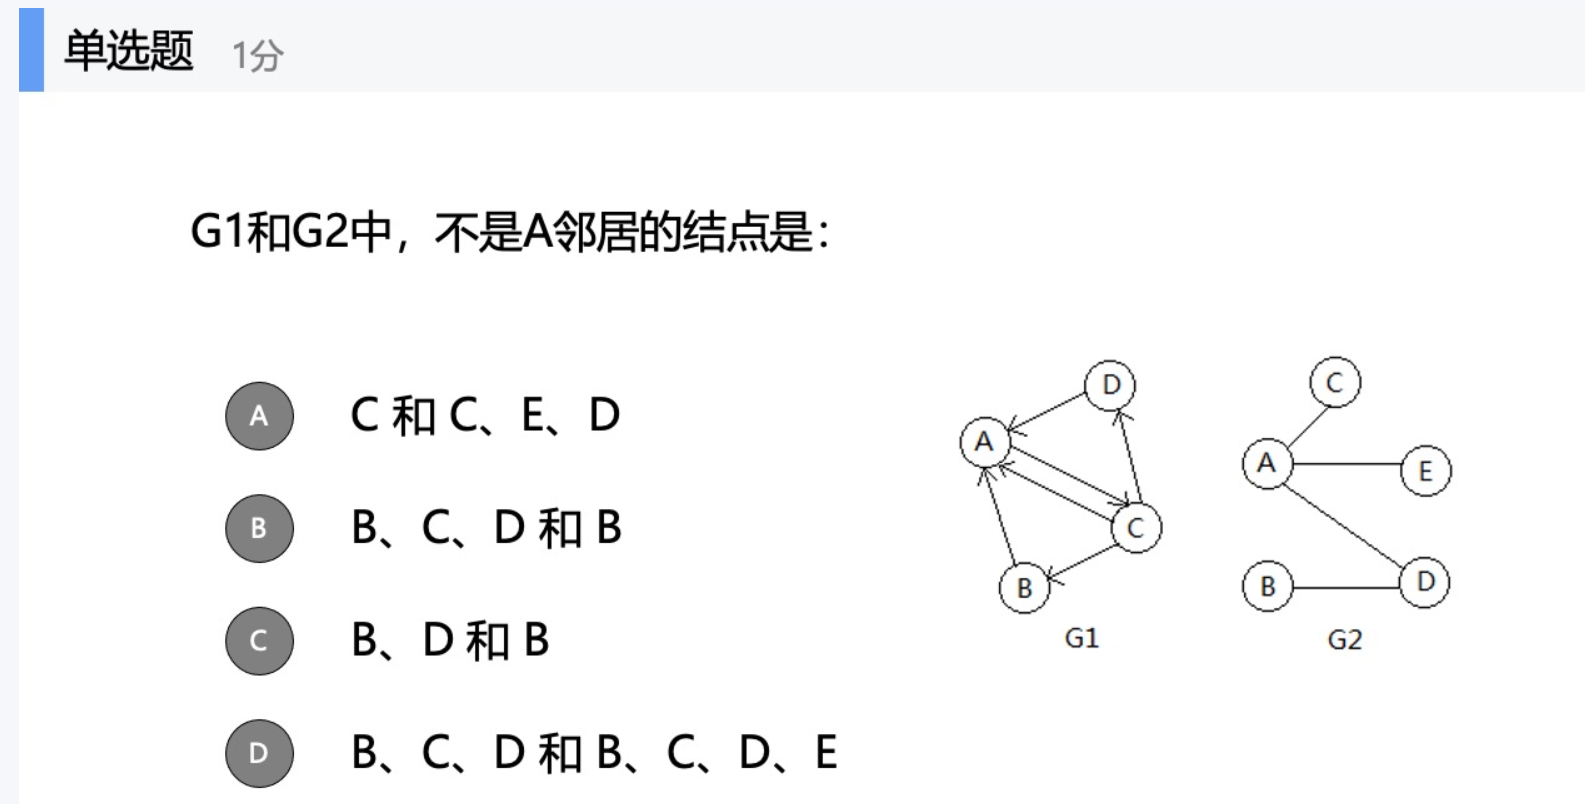 单选题 1分
G1和G2中，不是A邻居的结点是：
A C 和 C、E、D
B B、C、D 和 B
C B、D 和 B
D B、C、D 和 B、C、D、E
D
A
C
B
G1
C
A
E
B
D
G2